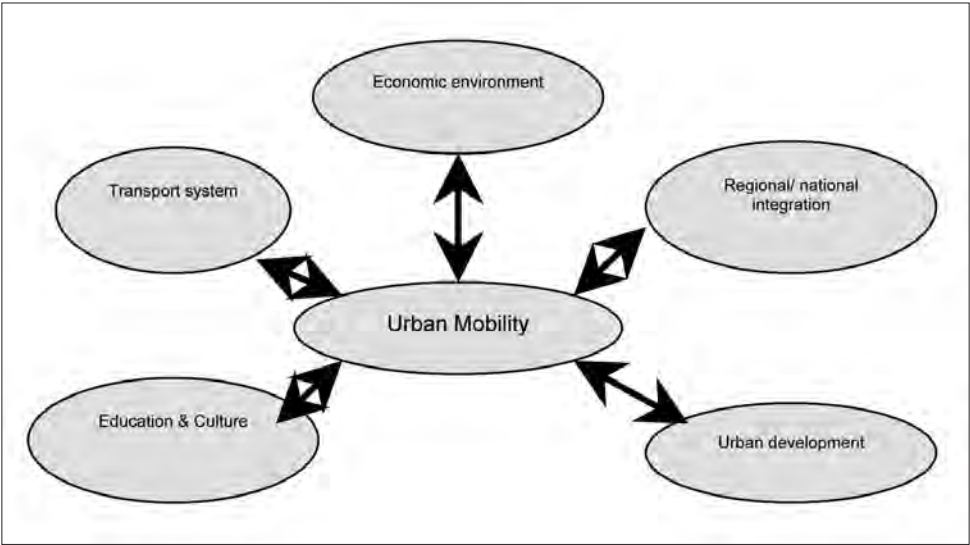 Economic environment
Transport system
Regional/ national
integration
Urban Mobility
Education & Culture
Urban development